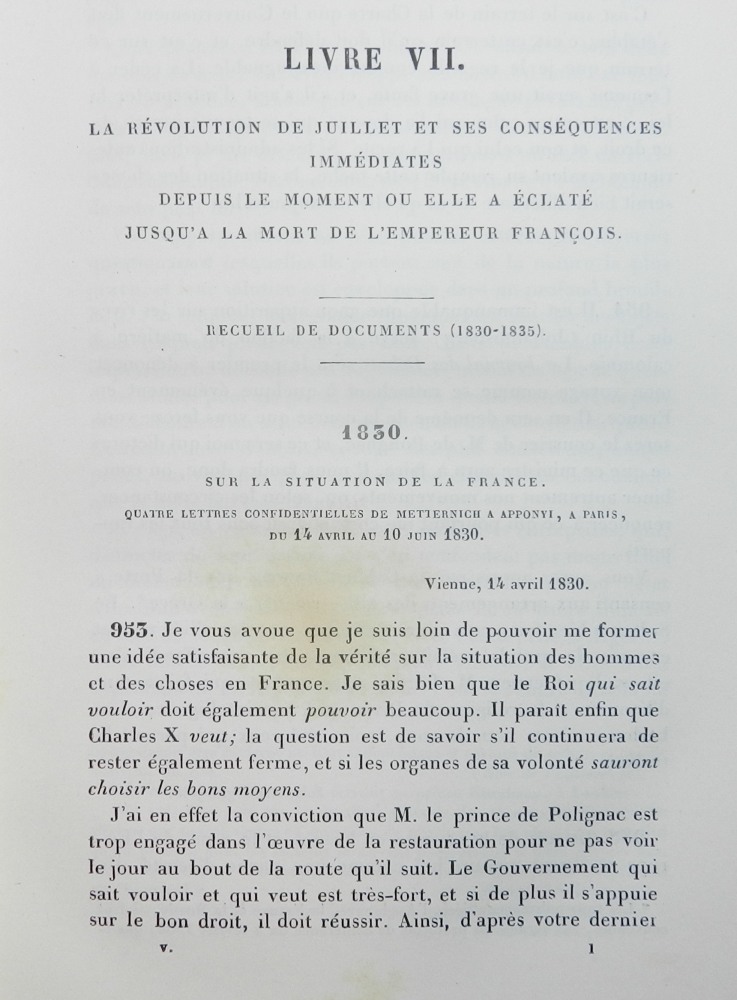 LIVRE VII.
LA RÉVOLUTION DE JUILLET ET SES CONSÉQUENCES
IMMÉDIATES
DEPUIS LE MOMENT OU ELLE A ÉCLATÉ
JUSQU'A LA MORT DE L'EMPEREUR FRANÇOIS.
RECUEIL DE DOCUMENTS (1830-1835).
1830.
SUR LA SITUATION DE LA FRANCE.
QUATRE LETTRES CONFIDENTIELLES DE METTERNICH A APPONYI, A PARIS,
DU 14 AVRIL AU 10 JUIN 1830.
Vienne, 14 avril 1830.
953. Je vous avoue que je suis loin de pouvoir me former
une idée satisfaisante de la vérité sur la situation des hommes
et des choses en France. Je sais bien que le Roi qui sait
vouloir doit également pouvoir beaucoup. Il paraît enfin que
Charles X veut; la question est de savoir s'il continuera de
rester également ferme, et si les organes de sa volonté sauront
choisir les bons moyens.
J'ai en effet la conviction que M. le prince de Polignac est
trop engagé dans l'œuvre de la restauration pour ne pas voir
le jour au bout de la route qu'il suit. Le Gouvernement qui
sait vouloir et qui veut est très-fort, et si de plus il s'appuie
sur le bon droit, il doit réussir. Ainsi, d'après votre dernier
V. 1